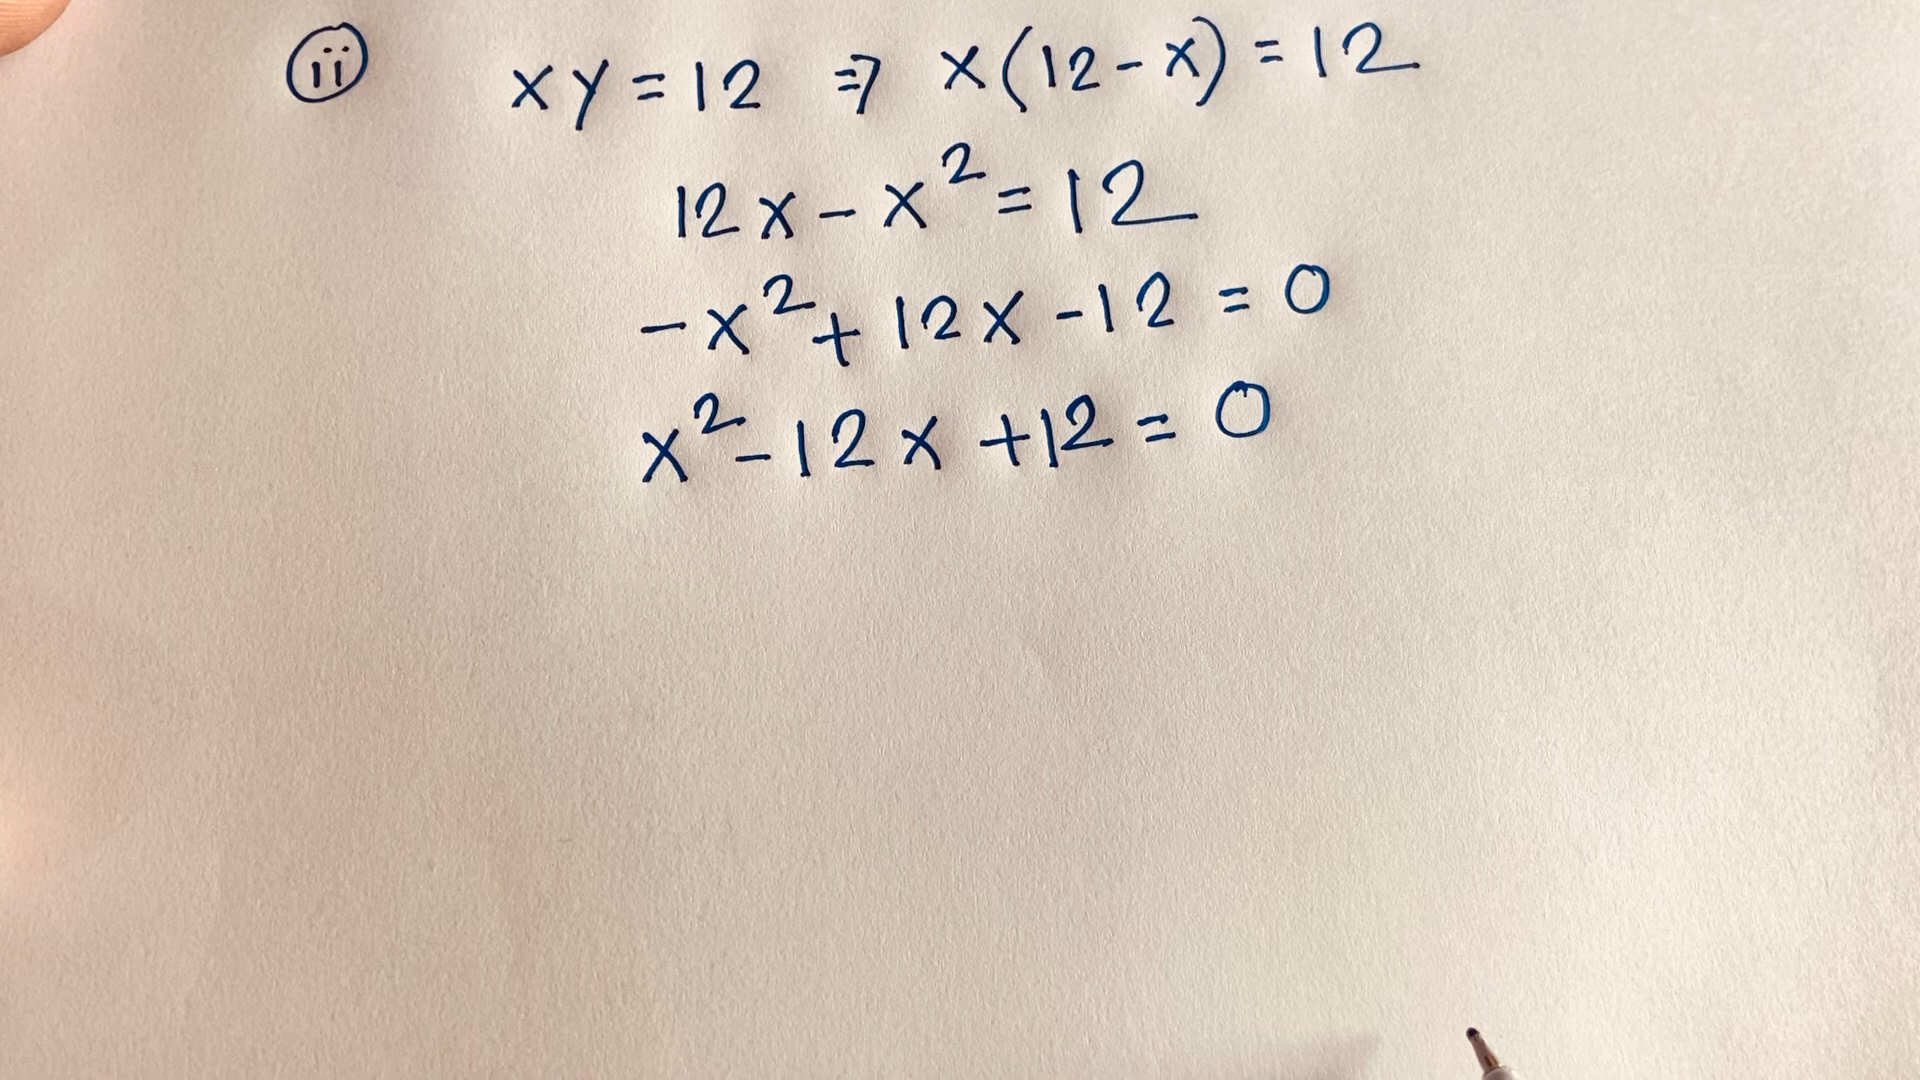 ii xy = 12 ⇒ x(12 - x) = 12
12x - x² = 12
-x² + 12x - 12 = 0
x² - 12x + 12 = 0